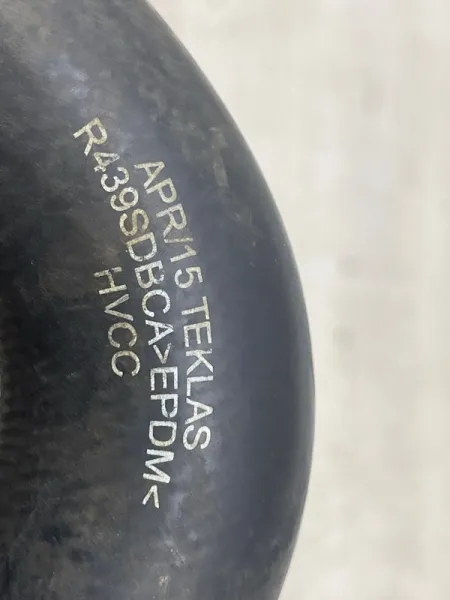 APR/15 TEKLAS
R439SDBCA>EPDM<
HVCC